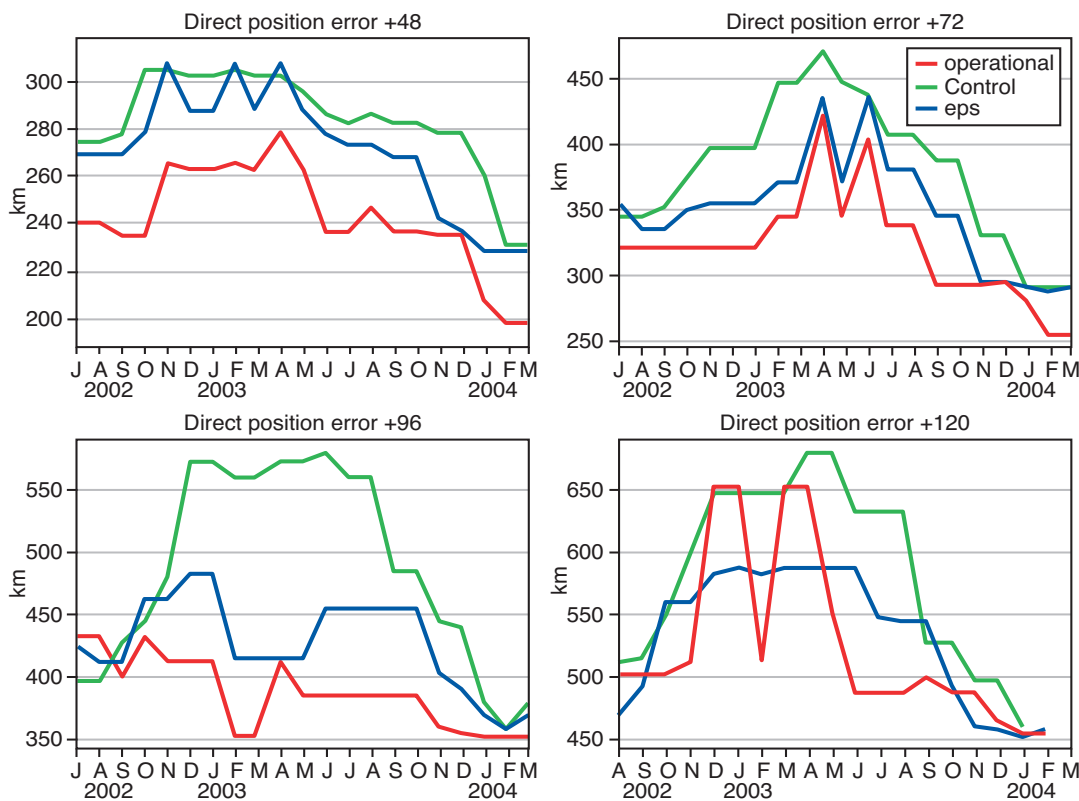 Direct position error +48
300
280
260
240
220
200
km
J A S O N D J F M A M J J A S O N D J F M
2002 2003 2004
Direct position error +72
operational
Control
eps
450
400
350
300
250
km
J A S O N D J F M A M J J A S O N D J F M
2002 2003 2004
Direct position error +96
550
500
450
400
350
km
J A S O N D J F M A M J J A S O N D J F M
2002 2003 2004
Direct position error +120
650
600
550
500
450
km
A S O N D J F M A M J J A S O N D J F M
2002 2003 2004